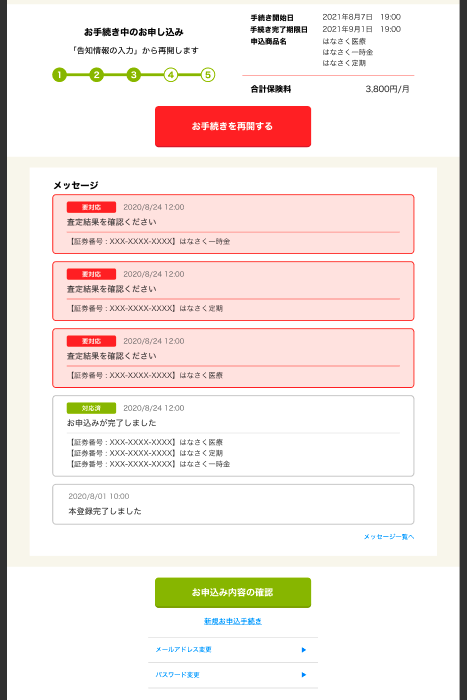 お手続き中のお申し込み
「告知情報の入力」から再開します
1 2 3 4 5
手続き開始日 2021年8月7日 19:00
手続き完了期限日 2021年9月1日 19:00
申込商品名 はなさく医療
はなさく一時金
はなさく定期
合計保険料 3,800円/月
お手続きを再開する
メッセージ
要対応 2020/8/24 12:00
査定結果を確認ください
【証券番号 : XXX-XXXX-XXXX】はなさく一時金
要対応 2020/8/24 12:00
査定結果を確認ください
【証券番号 : XXX-XXXX-XXXX】はなさく定期
要対応 2020/8/24 12:00
査定結果を確認ください
【証券番号 : XXX-XXXX-XXXX】はなさく医療
対応済 2020/8/24 12:00
お申込みが完了しました
【証券番号 : XXX-XXXX-XXXX】はなさく医療
【証券番号 : XXX-XXXX-XXXX】はなさく定期
【証券番号 : XXX-XXXX-XXXX】はなさく一時金
2020/8/01 10:00
本登録完了しました
メッセージ一覧へ
お申込み内容の確認
新規お申込手続き
メールアドレス変更
パスワード変更